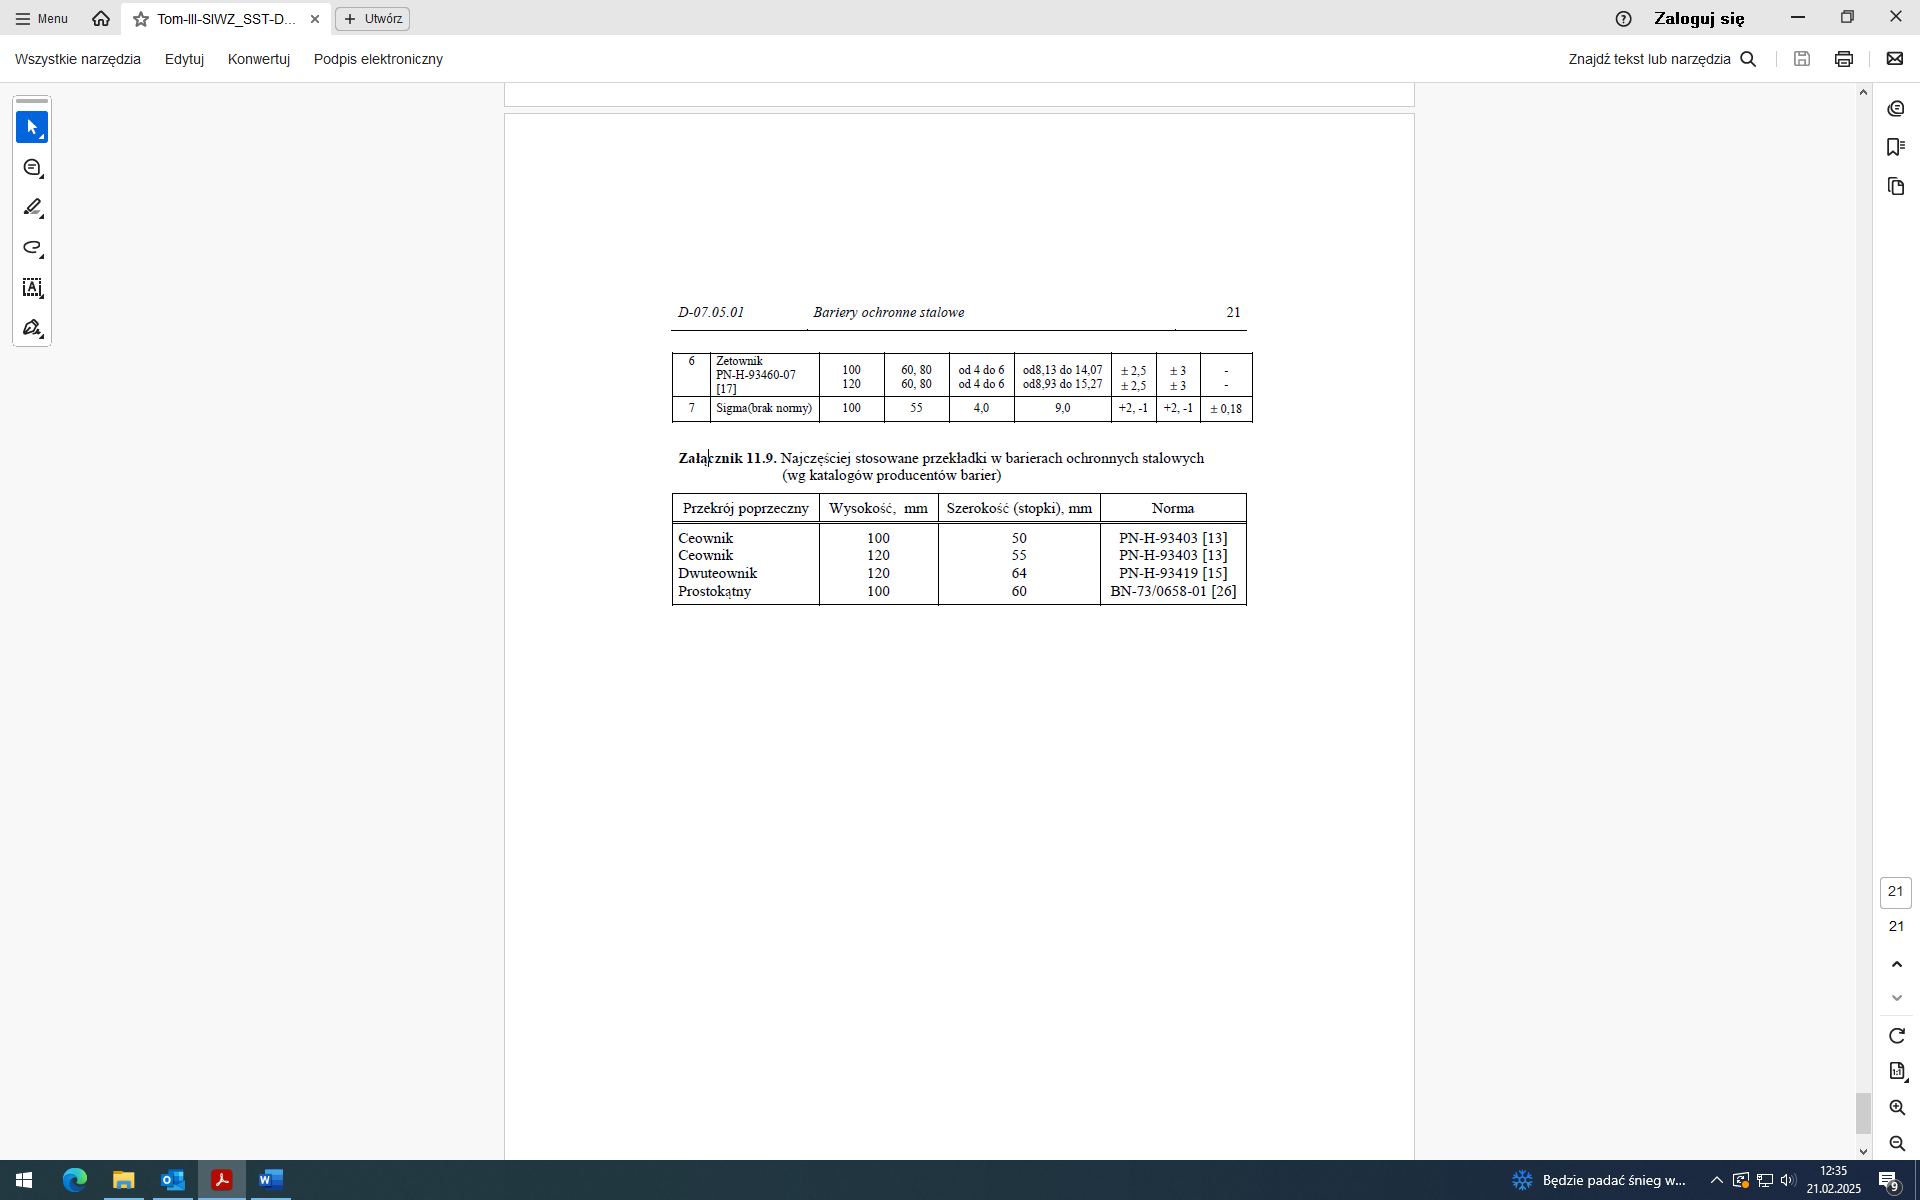 Menu
Tom-III-SIWZ_SST-D...
Utwórz
Zaloguj się
Wszystkie narzędzia Edytuj Konwertuj Podpis elektroniczny
Znajdź tekst lub narzędzia
D-07.05.01 Bariery ochronne stalowe 21
6 Zetownik
PN-H-93460-07 100 60, 80 od 4 do 6 od8,13 do 14,07 ± 2,5 ± 3 -
[17] 120 60, 80 od 4 do 6 od8,93 do 15,27 ± 2,5 ± 3 -
7 Sigma(brak normy) 100 55 4,0 9,0 +2, -1 +2, -1 ± 0,18
Załącznik 11.9. Najczęściej stosowane przekładki w barierach ochronnych stalowych
(wg katalogów producentów barier)
Przekrój poprzeczny Wysokość, mm Szerokość (stopki), mm Norma
Ceownik 100 50 PN-H-93403 [13]
Ceownik 120 55 PN-H-93403 [13]
Dwuteownik 120 64 PN-H-93419 [15]
Prostokątny 100 60 BN-73/0658-01 [26]
21
21
1:1
Będzie padać śnieg w...
12:35
21.02.2025
9